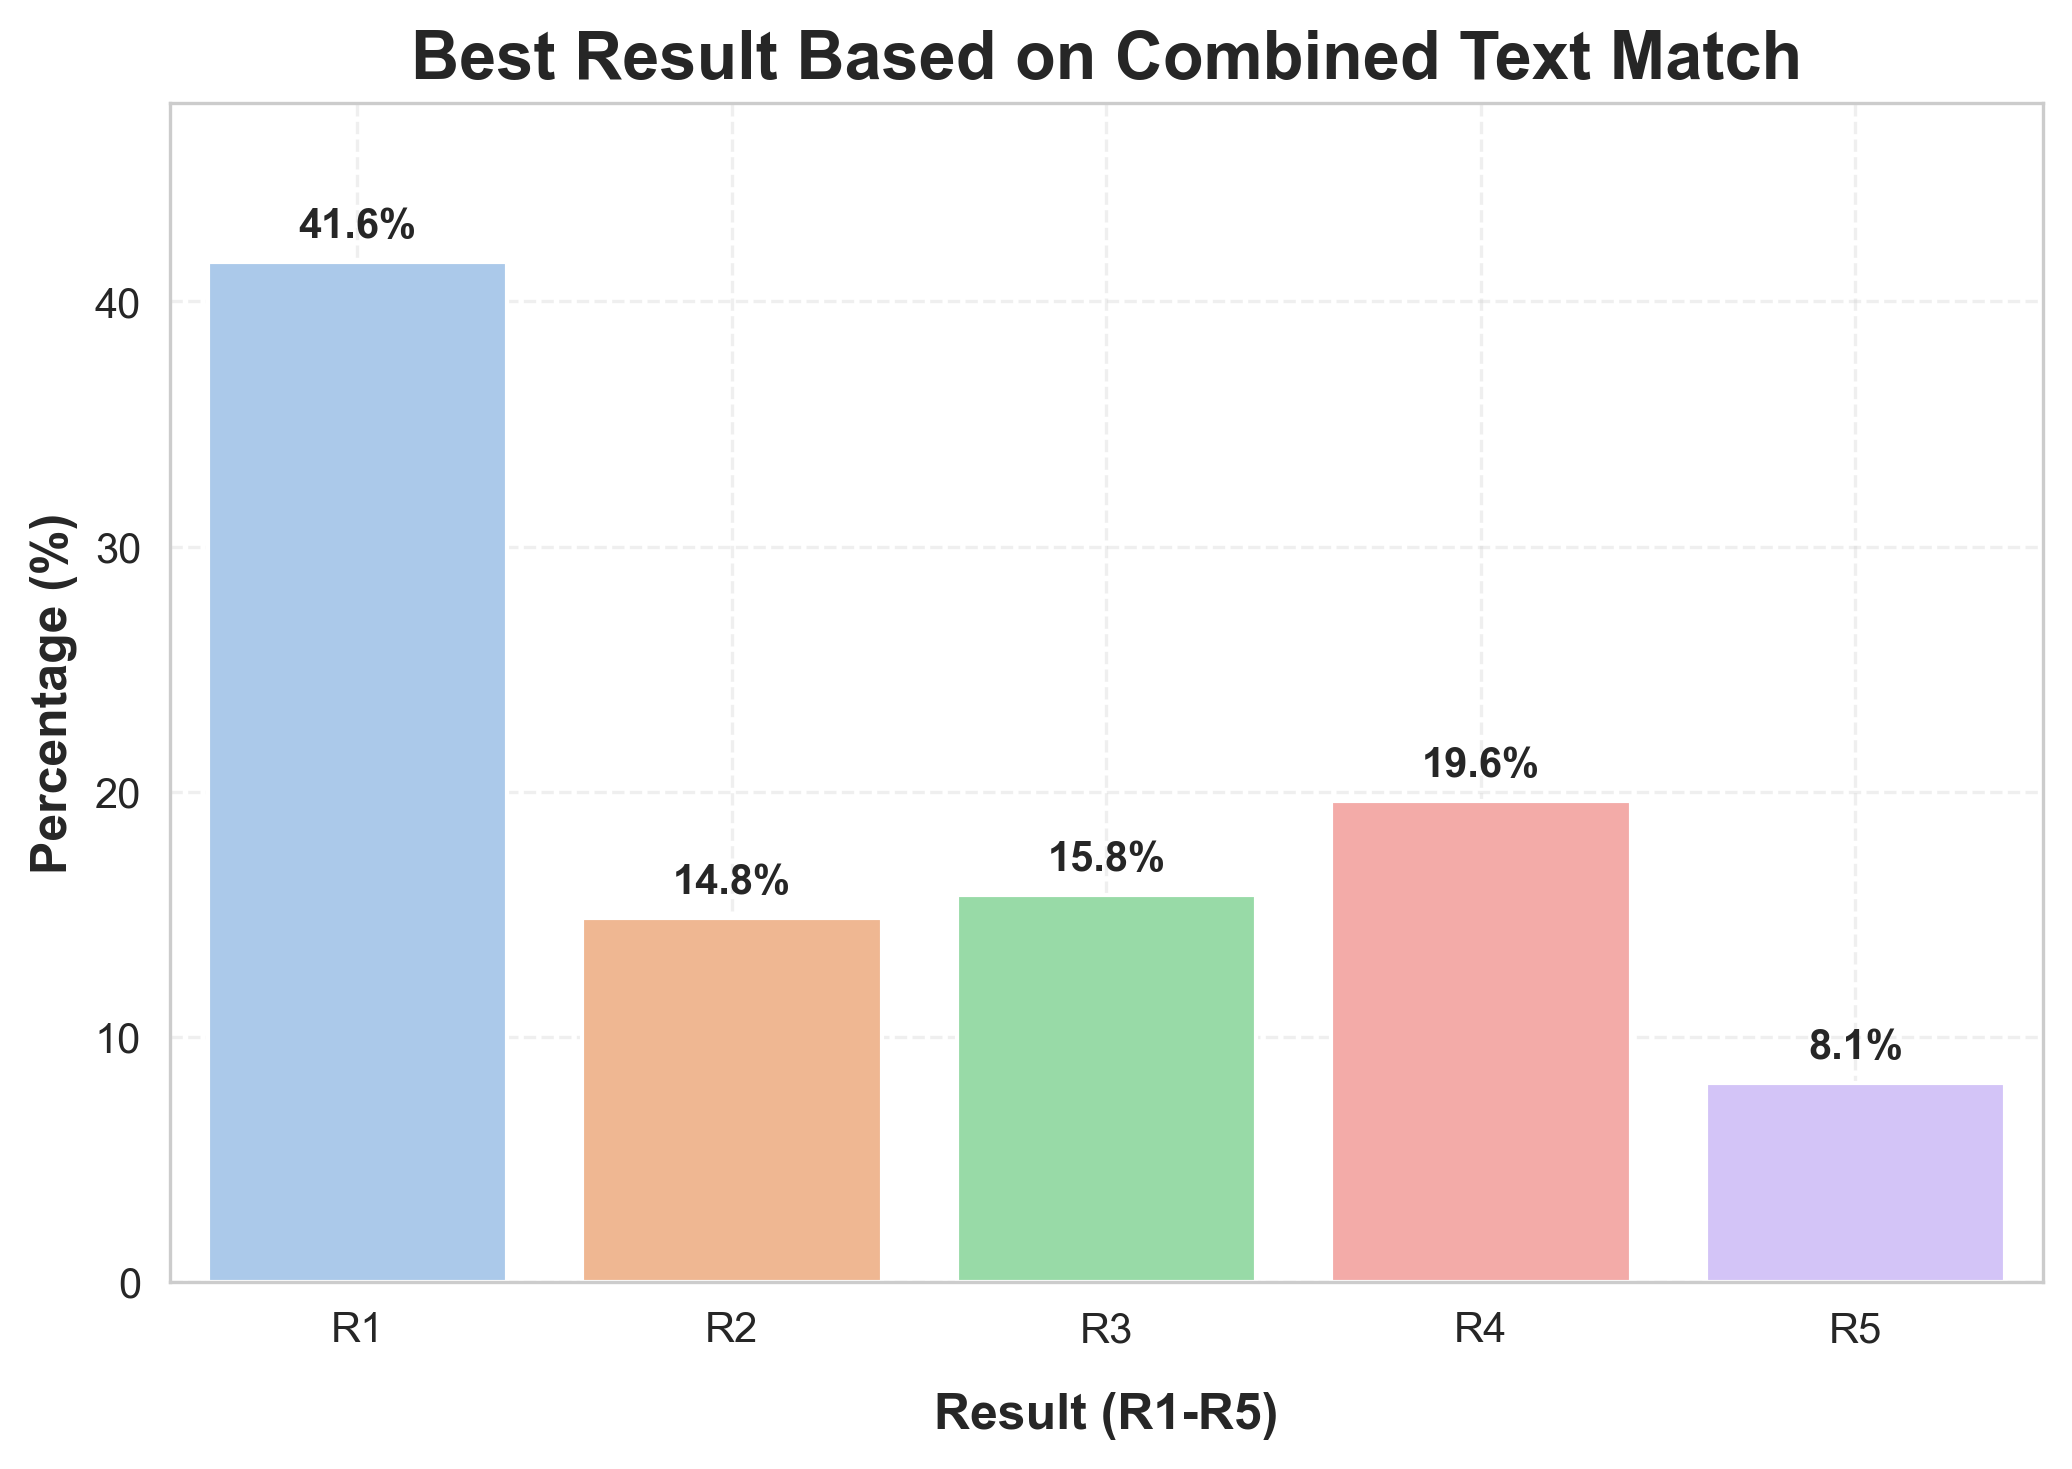 Best Result Based on Combined Text Match
Percentage (%)
40
30
20
10
0
41.6%
14.8%
15.8%
19.6%
8.1%
R1
R2
R3
R4
R5
Result (R1-R5)